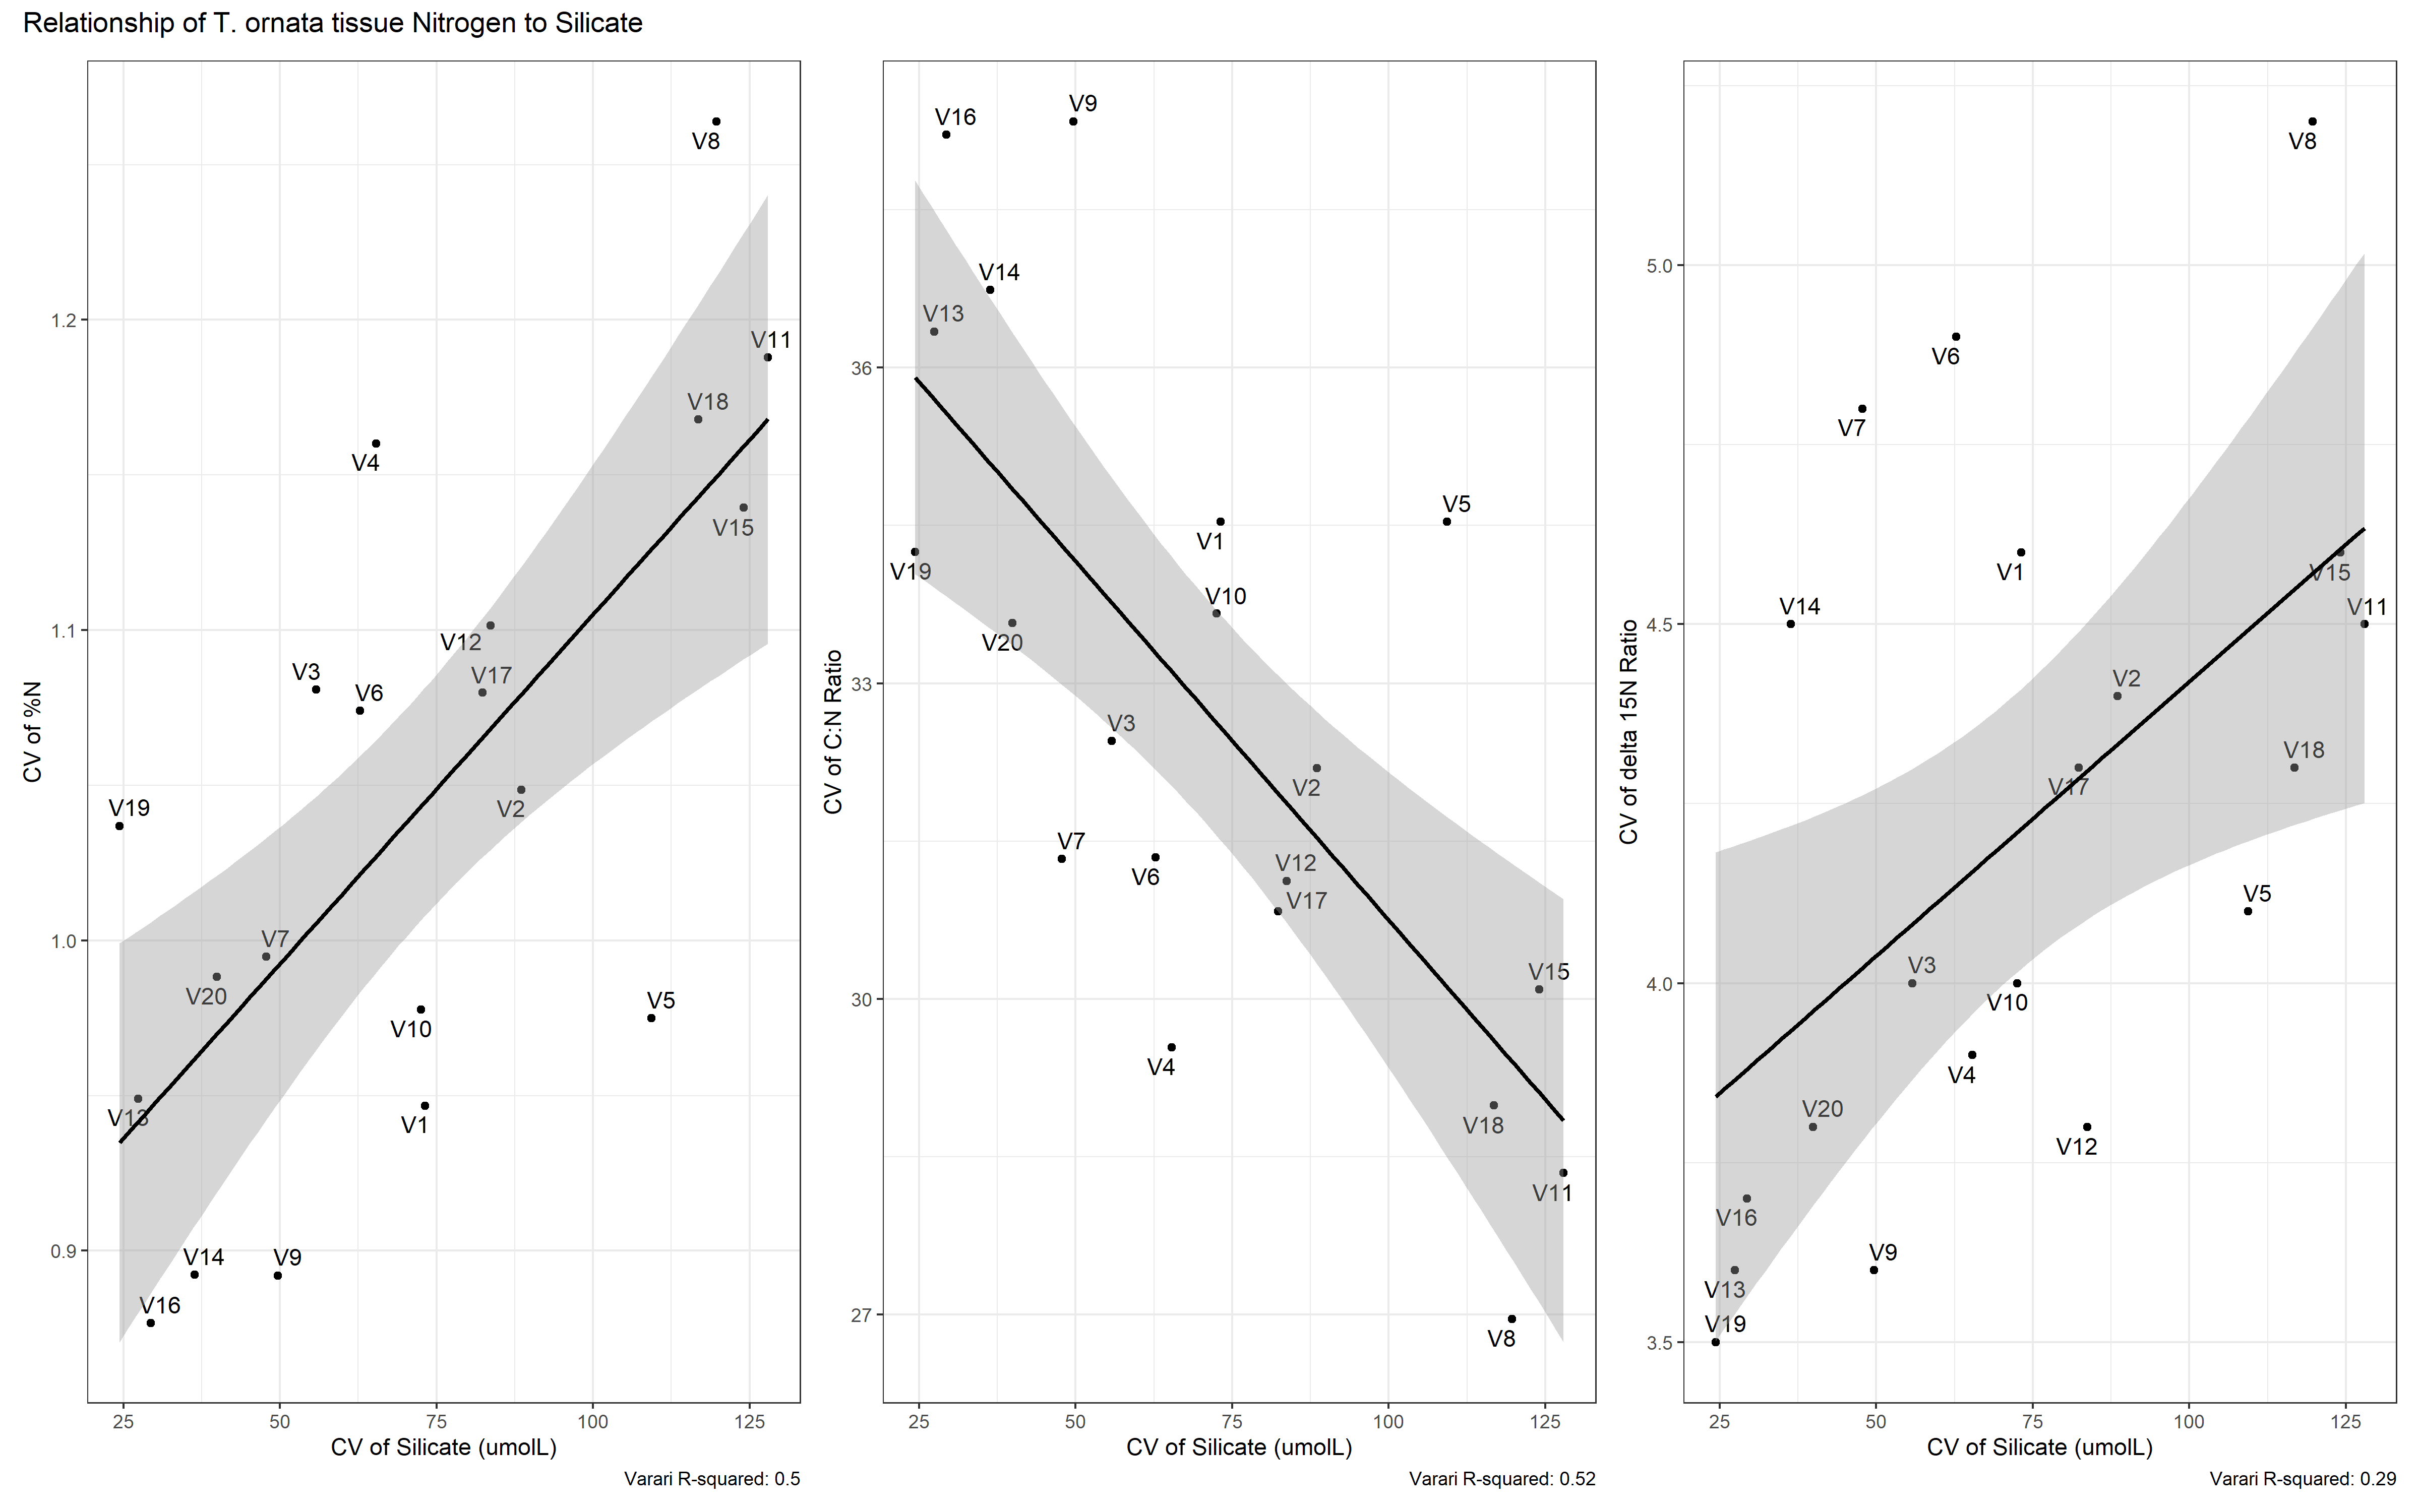 Relationship of T. ornata tissue Nitrogen to Silicate
CV of %N
1.2
1.1
1.0
0.9
V8
V11
V18
V4
V15
V12
V17
V3
V6
V2
V19
V7
V20
V5
V10
V13
V1
V14
V9
V16
25
50
75
100
125
CV of Silicate (umolL)
Varari R-squared: 0.5
CV of C:N Ratio
36
33
30
27
V9
V16
V14
V13
V5
V1
V19
V10
V20
V3
V2
V7
V6
V12
V17
V15
V4
V18
V11
V8
25
50
75
100
125
CV of Silicate (umolL)
Varari R-squared: 0.52
CV of delta 15N Ratio
5.0
4.5
4.0
3.5
V8
V6
V7
V1
V15
V14
V11
V2
V18
V17
V5
V3
V10
V4
V20
V12
V16
V9
V13
V19
25
50
75
100
125
CV of Silicate (umolL)
Varari R-squared: 0.29